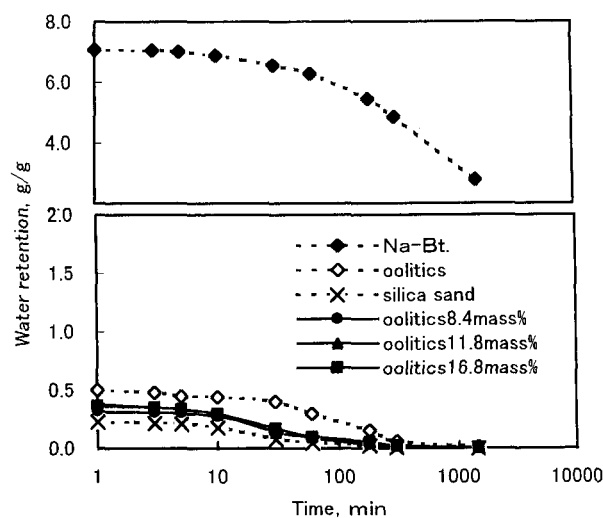 8.0
6.0
4.0
2.0
1.5
1.0
0.5
0.0
Water retention, g/g
Na-Bt.
oolitics
silica sand
oolitics8.4mass%
oolitics11.8mass%
oolitics16.8mass%
1
10
100
1000
10000
Time, min